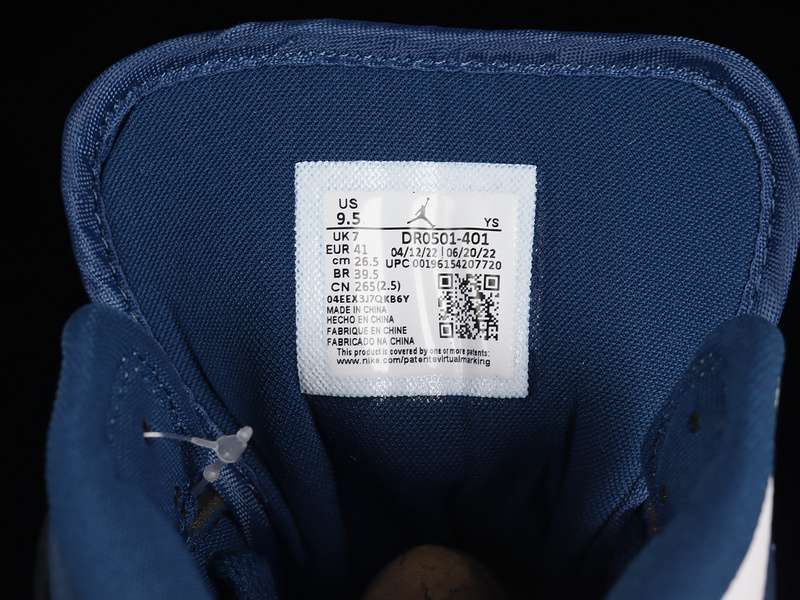 US
9.5
YS
UK 7
DR0501-401
EUR 41
04/12/22 | 06/20/22
cm 26.5
UPC 00196154207720
BR 39.5
CN 265(2.5)
04EEX3J7QKB6Y
MADE IN CHINA
HECHO EN CHINA
FABRIQUE EN CHINE
FABRICADO NA CHINA
This product is covered by one or more patents:
www.nike.com/patentevirtualmarking